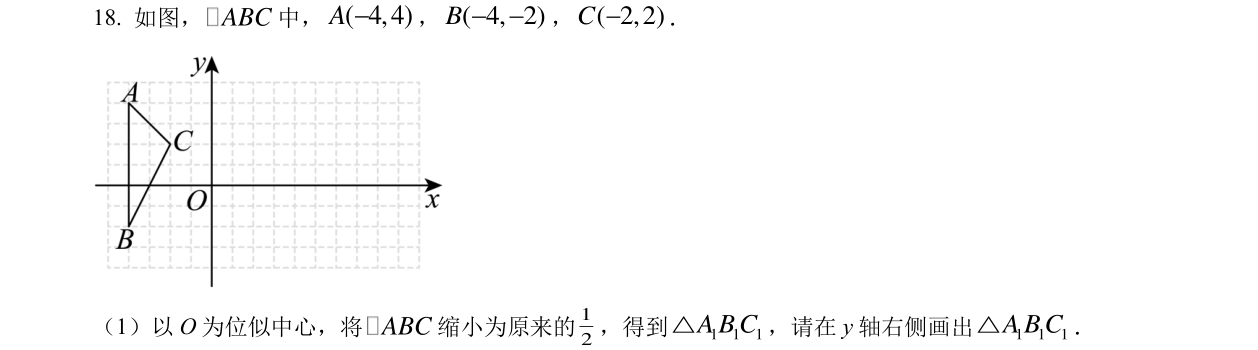 18. 如图，□ABC 中， A(−4,4)， B(−4,−2)， C(−2,2)．
y
A
C
O
x
B
（1）以 O 为位似中心，将□ABC 缩小为原来的 1/2 ，得到△A₁B₁C₁，请在 y 轴右侧画出△A₁B₁C₁．